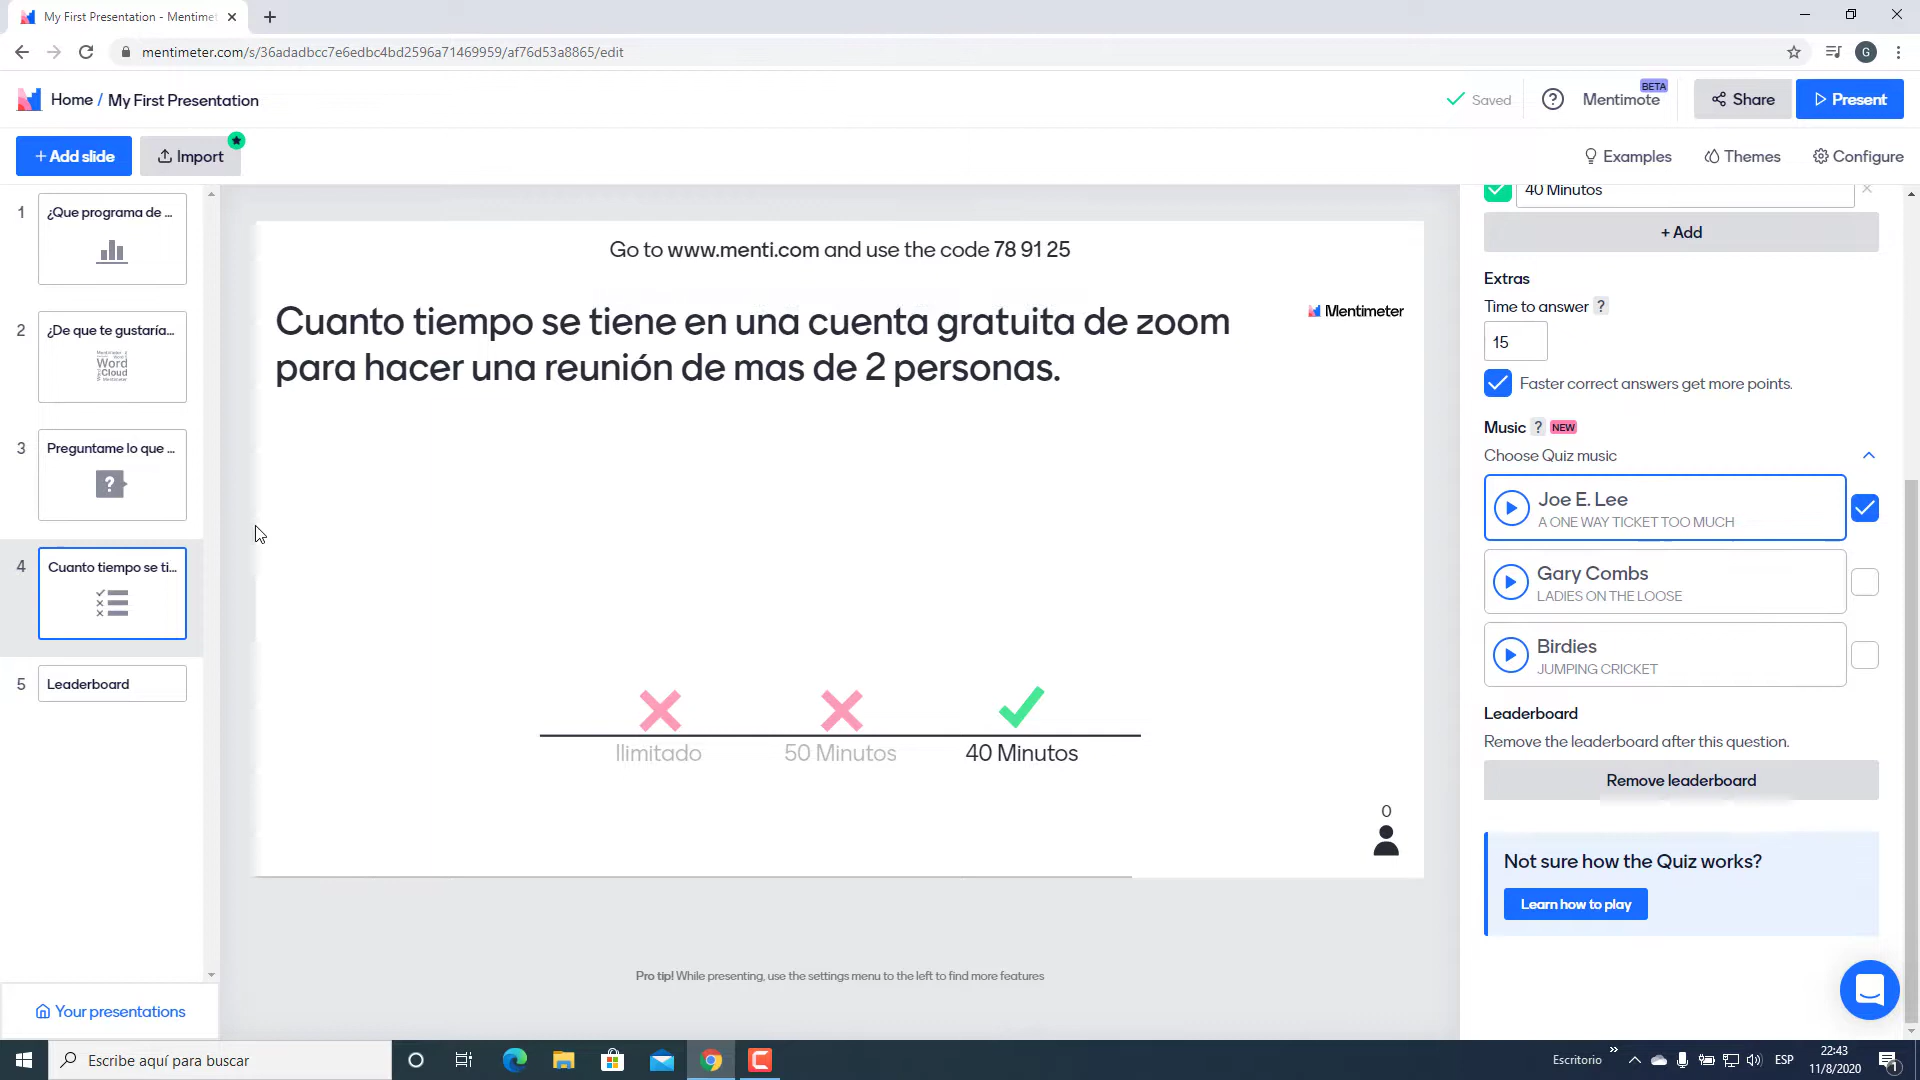 My First Presentation - Mentimet
mentimeter.com/s/36adadbcc7e6edbc4bd2596a71469959/af76d53a8865/edit
G
Home / My First Presentation
Saved
?
Mentimote
BETA
Share
Present
+ Add slide
Import
Examples
Themes
Configure
1
¿Que programa de ...
2
¿De que te gustaría...
Word
Cloud
3
Preguntame lo que ...
?
4
Cuanto tiempo se ti...
5
Leaderboard
Your presentations
Go to www.menti.com and use the code 78 91 25
Cuanto tiempo se tiene en una cuenta gratuita de zoom
para hacer una reunión de mas de 2 personas.
Mentimeter
Ilimitado
50 Minutos
40 Minutos
0
Pro tip! While presenting, use the settings menu to the left to find more features
40 Minutos
+ Add
Extras
Time to answer ?
15
Faster correct answers get more points.
Music ? NEW
Choose Quiz music
Joe E. Lee
A ONE WAY TICKET TOO MUCH
Gary Combs
LADIES ON THE LOOSE
Birdies
JUMPING CRICKET
Leaderboard
Remove the leaderboard after this question.
Remove leaderboard
Not sure how the Quiz works?
Learn how to play
Escribe aquí para buscar
Escritorio
ESP
22:43
11/8/2020
1